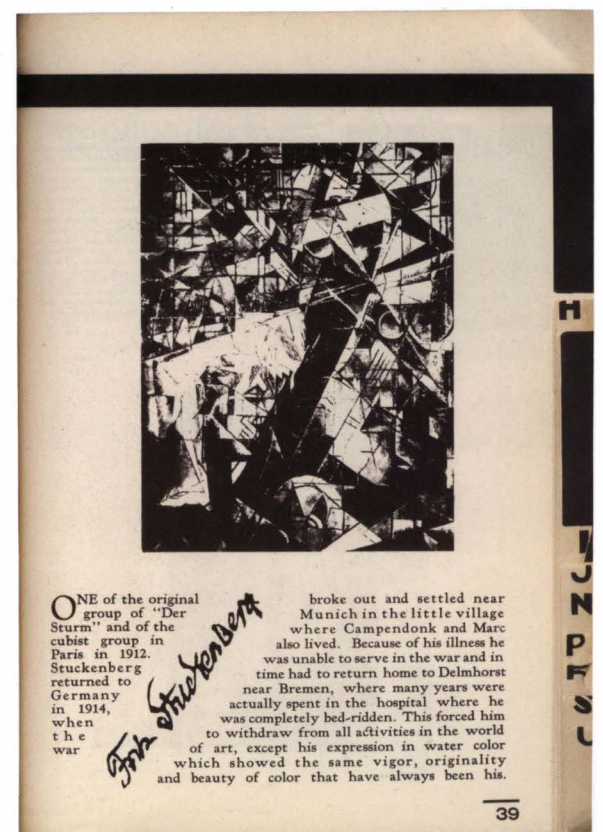 ONE of the original
group of "Der
Sturm" and of the
cubist group in
Paris in 1912.
Stuckenberg
returned to
Germany
in 1914,
when
the
war
Fritz Stuckenberg
broke out and settled near
Munich in the little village
where Campendonk and Marc
also lived. Because of his illness he
was unable to serve in the war and in
time had to return home to Delmhorst
near Bremen, where many years were
actually spent in the hospital where he
was completely bed-ridden. This forced him
to withdraw from all activities in the world
of art, except his expression in water color
which showed the same vigor, originality
and beauty of color that have always been his.
39
H